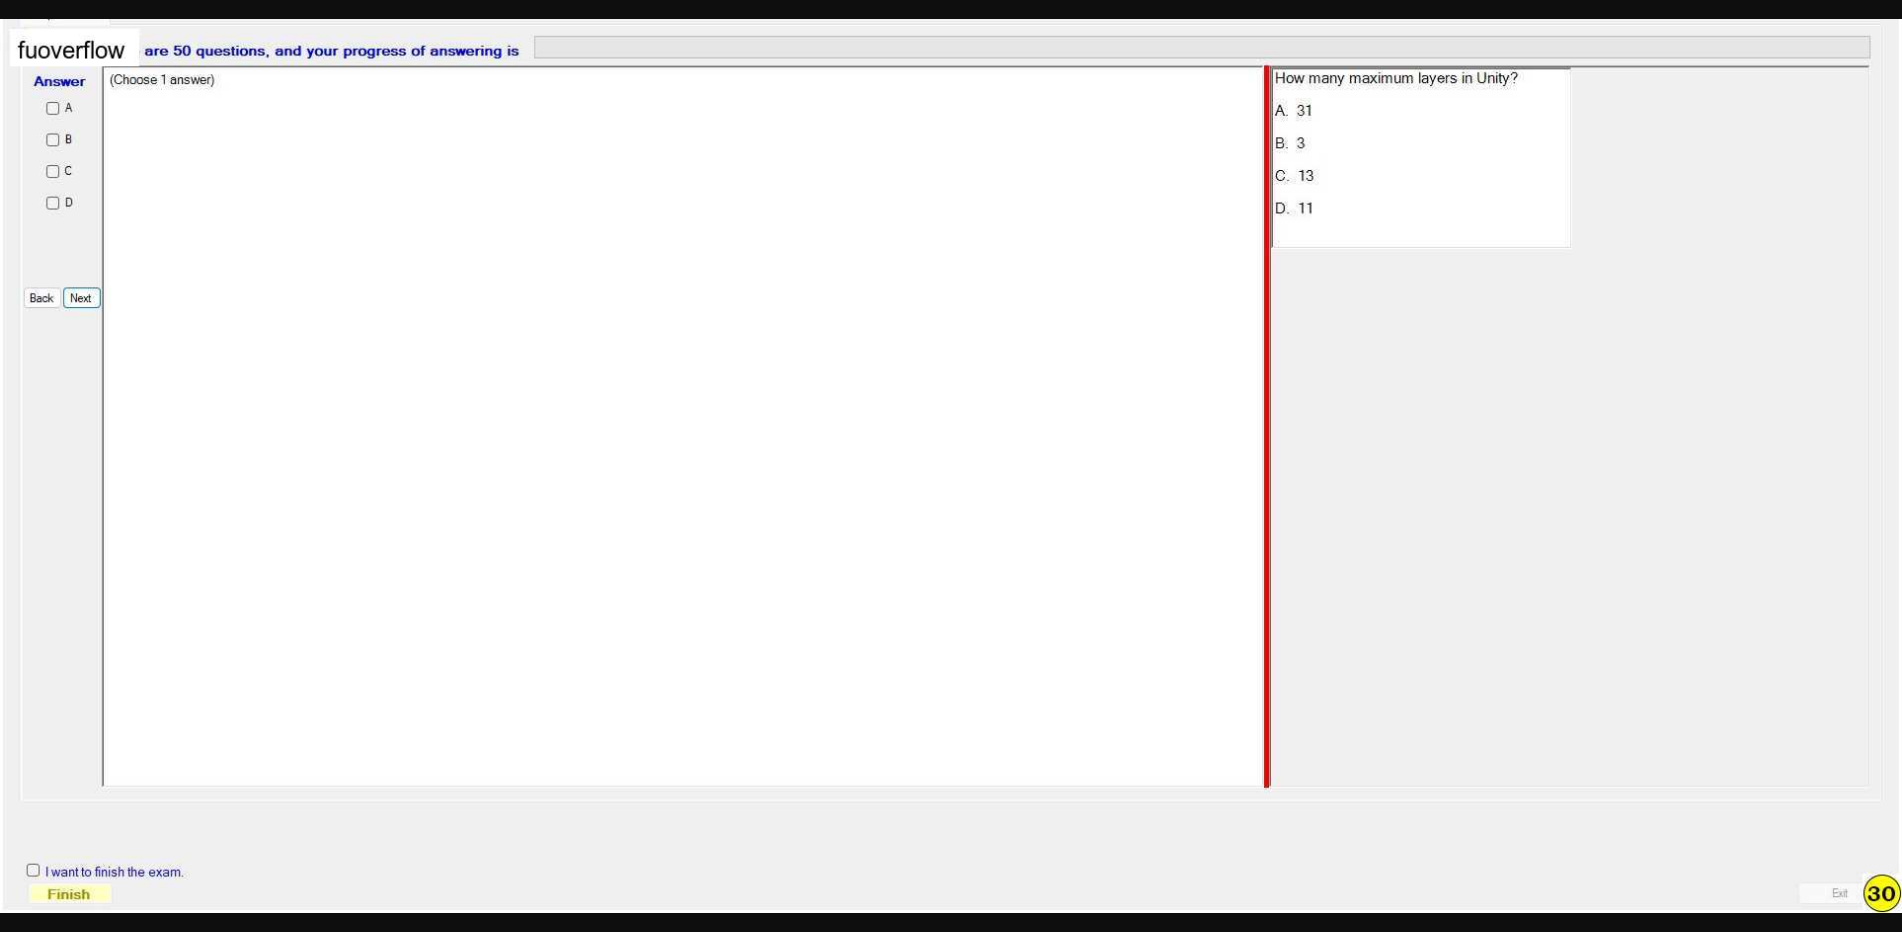 fuoverflow are 50 questions, and your progress of answering is
Answer
(Choose 1 answer)
A
B
C
D
Back Next
How many maximum layers in Unity?
A. 31
B. 3
C. 13
D. 11
I want to finish the exam.
Finish
Exit
30